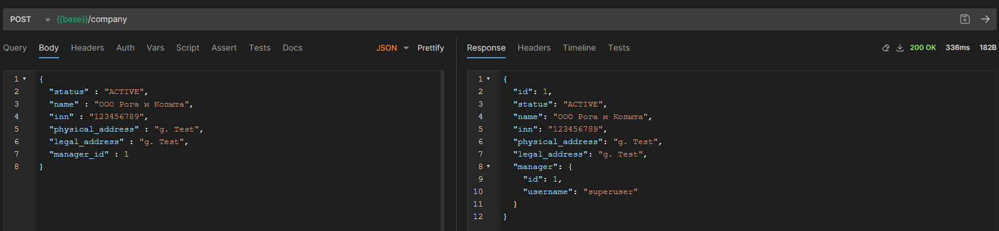 POST {{base}}/company
Query Body Headers Auth Vars Script Assert Tests Docs JSON Prettify
1 {
2 "status" : "ACTIVE",
3 "name" : "ООО Рога и Копыта",
4 "inn" : "123456789",
5 "physical_address" : "g. Test",
6 "legal_address" : "g. Test",
7 "manager_id" : 1
8 }
Response Headers Timeline Tests 200 OK 336ms 182B
1 {
2 "id": 1,
3 "status": "ACTIVE",
4 "name": "ООО Рога и Копыта",
5 "inn": "123456789",
6 "physical_address": "g. Test",
7 "legal_address": "g. Test",
8 "manager": {
9 "id": 1,
10 "username": "superuser"
11 }
12 }